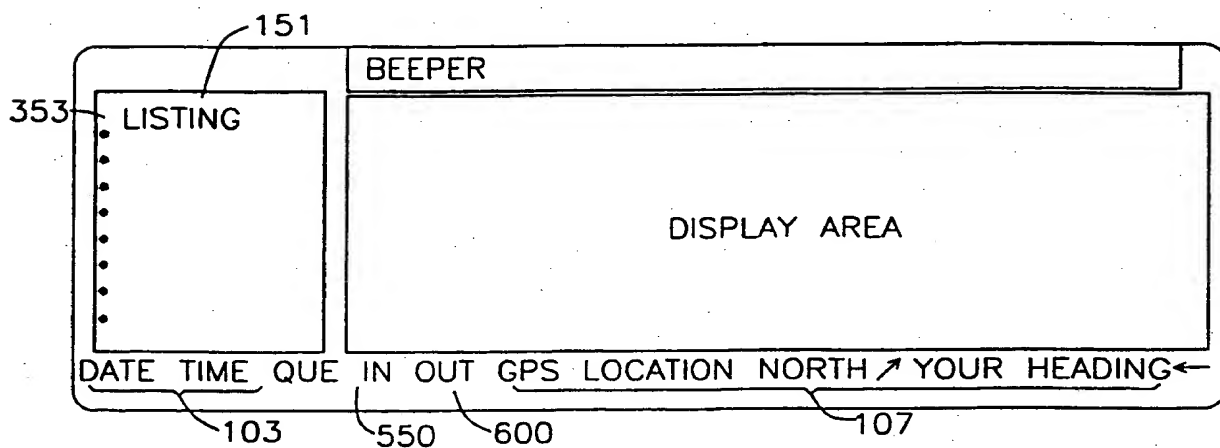 151
BEEPER
353 LISTING
DISPLAY AREA
DATE TIME QUE IN OUT GPS LOCATION NORTH ↗ YOUR HEADING ←
103 550 600 107